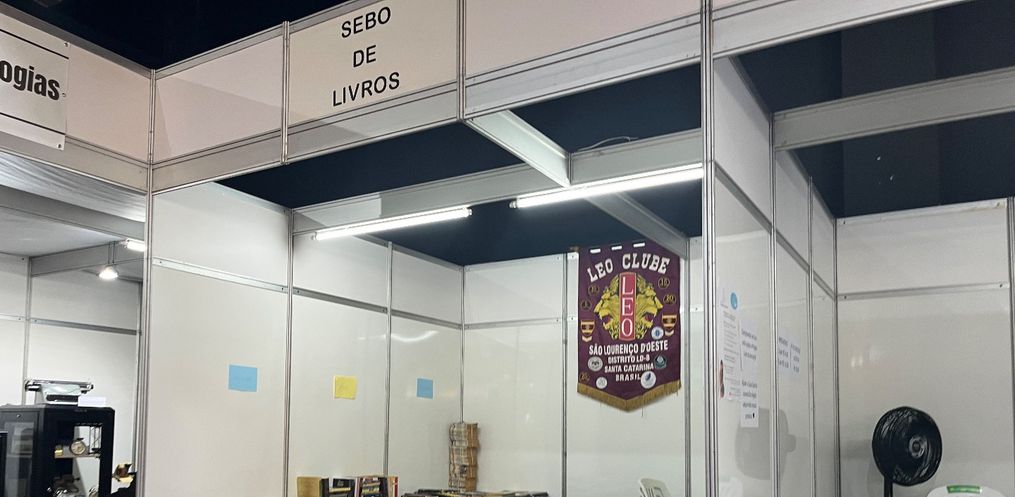 ogias
SEBO
DE
LIVROS
LEO CLUBE
LEO
SÃO LOURENÇO D'OESTE
DISTRITO LD-8
SANTA CATARINA
BRASIL